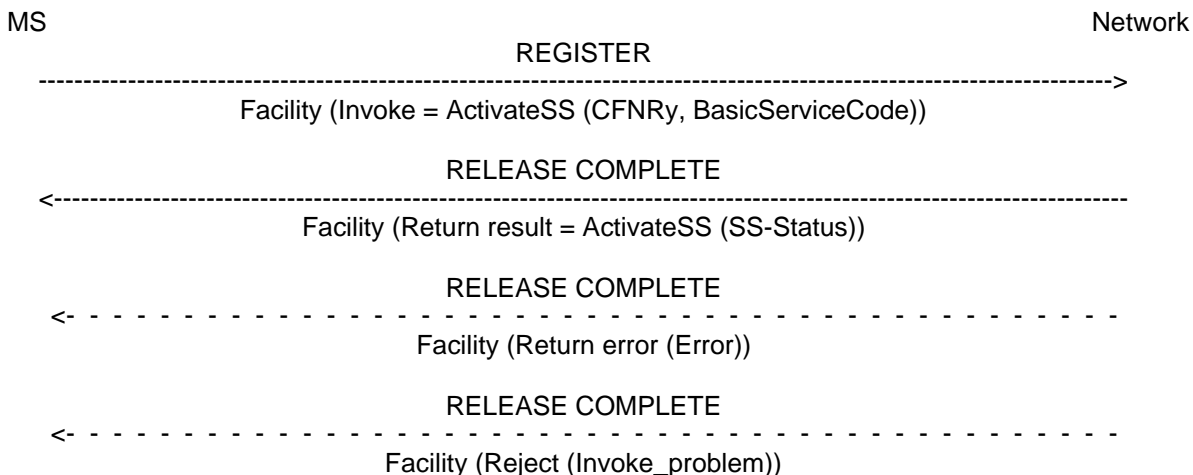 MS Network
REGISTER
Facility (Invoke = ActivateSS (CFNRy, BasicServiceCode))
RELEASE COMPLETE
Facility (Return result = ActivateSS (SS-Status))
RELEASE COMPLETE
Facility (Return error (Error))
RELEASE COMPLETE
Facility (Reject (Invoke_problem))